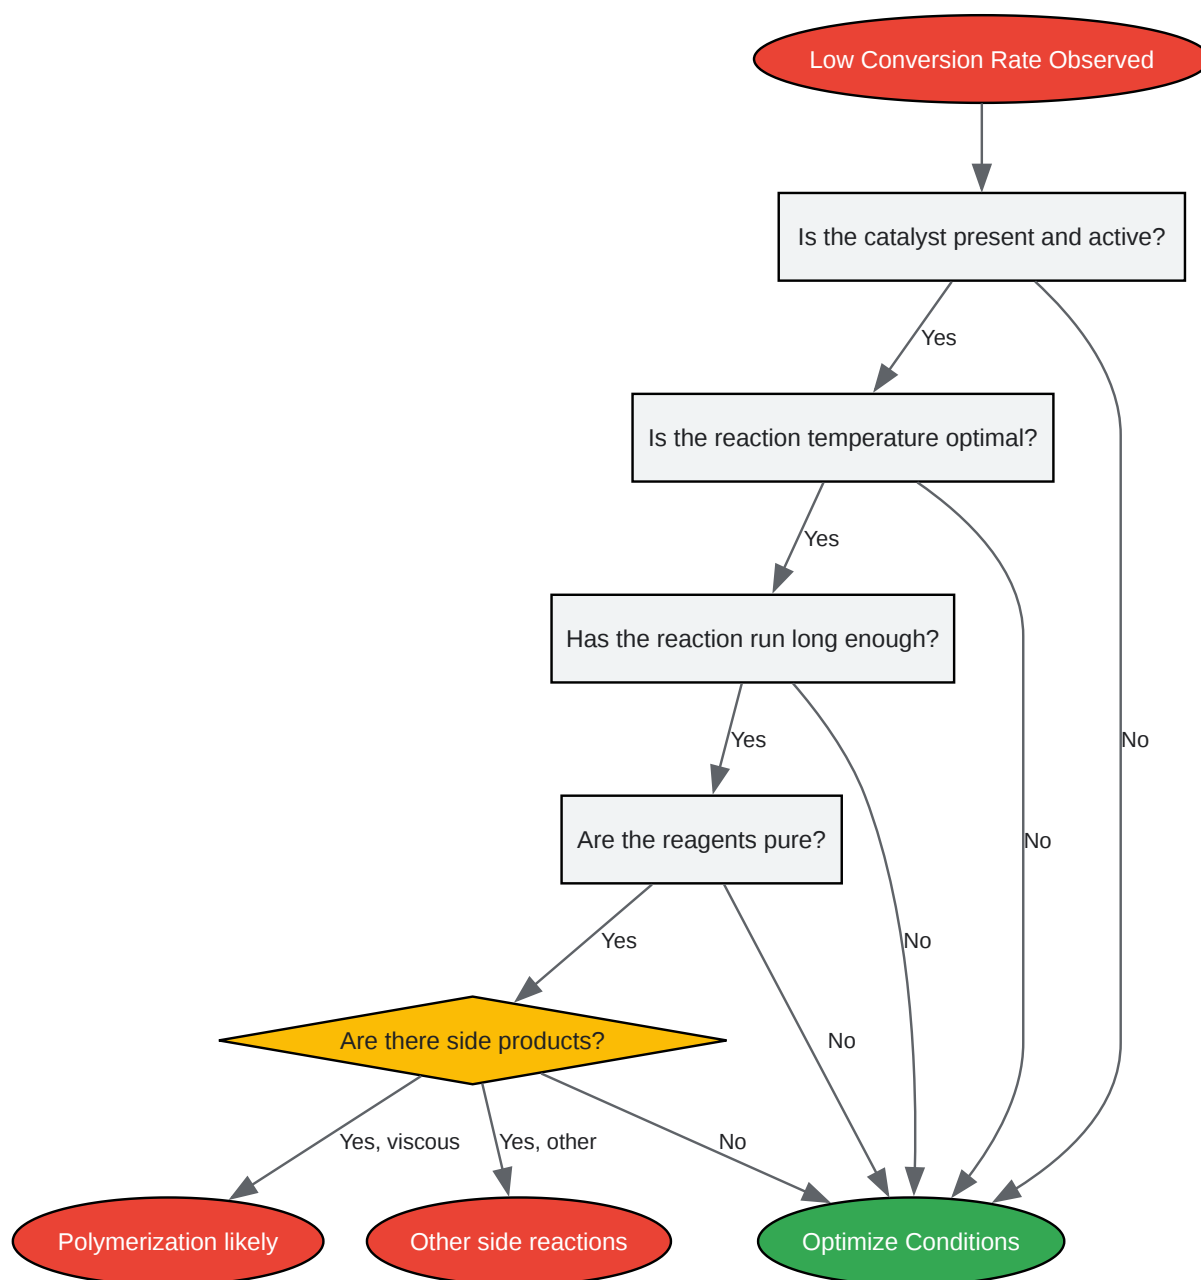 Low Conversion Rate Observed
Is the catalyst present and active?
Yes
Is the reaction temperature optimal?
Yes
Has the reaction run long enough?
Yes
No
Are the reagents pure?
No
Yes
No
Are there side products?
No
Yes, viscous
Yes, other
No
Polymerization likely
Other side reactions
Optimize Conditions